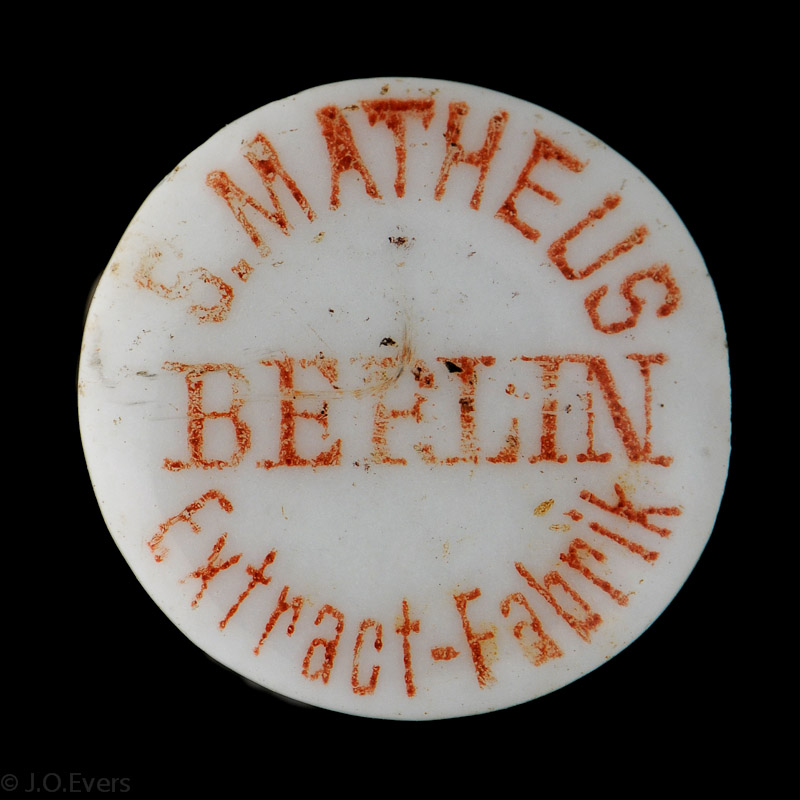 S. MATHEUS
BERLIN
Extract-Fabrik
© J.O.Evers